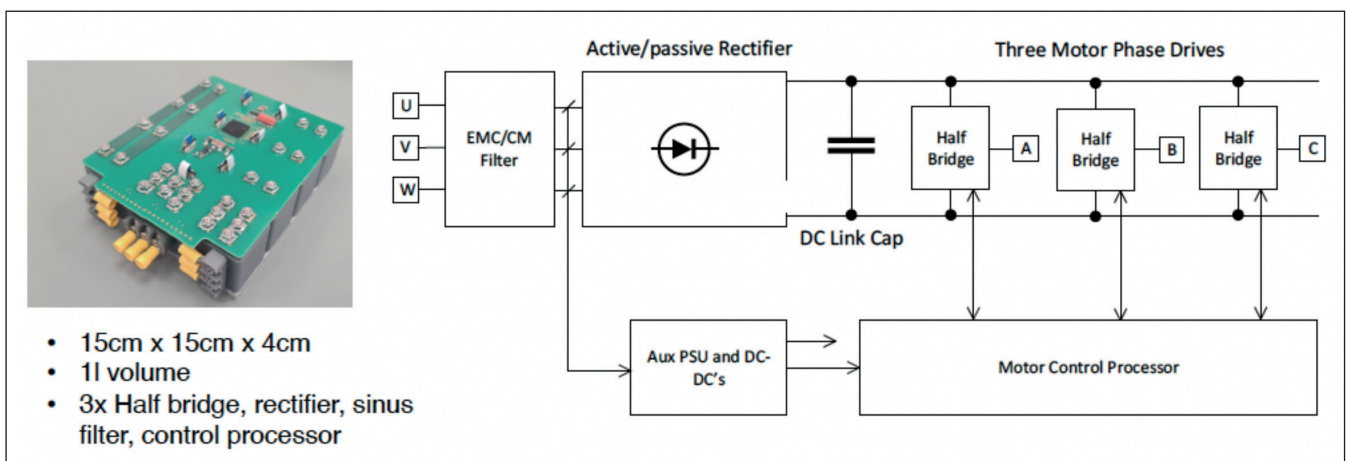 Active/passive Rectifier
Three Motor Phase Drives
U
V
W
EMC/CM
Filter
Half
Bridge
A
Half
Bridge
B
Half
Bridge
C
DC Link Cap
Aux PSU and DC-
DC's
Motor Control Processor
• 15cm x 15cm x 4cm
• 1l volume
• 3x Half bridge, rectifier, sinus
filter, control processor